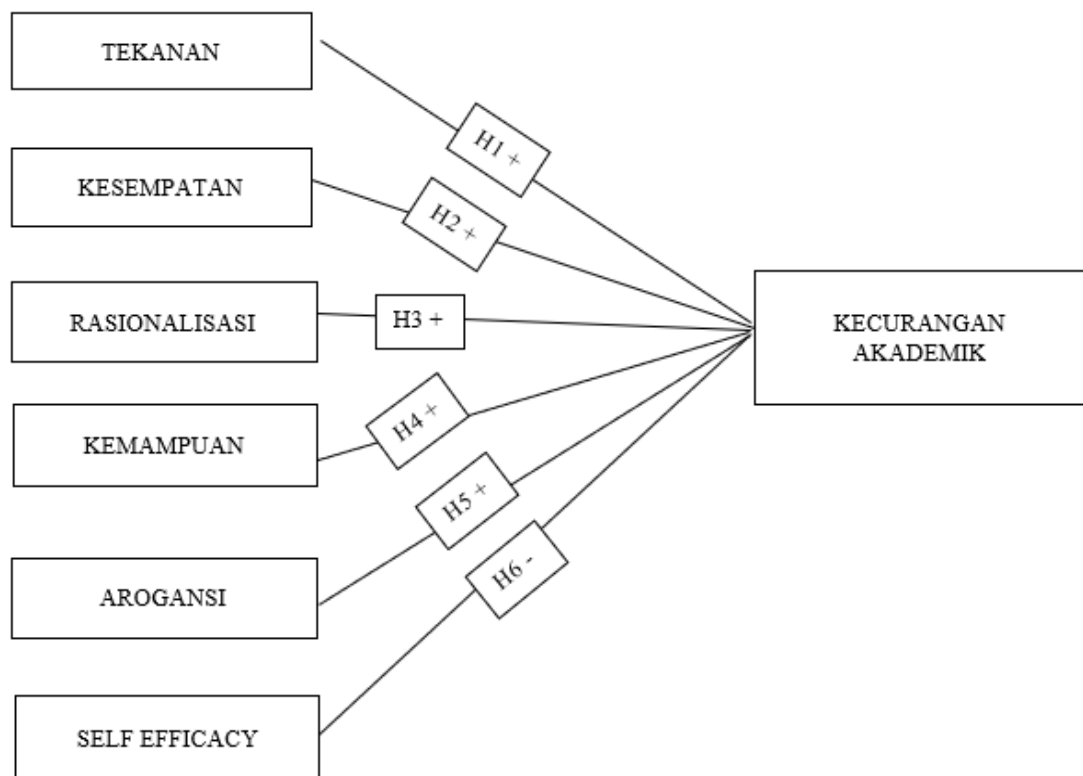 TEKANAN
H1 +
KESEMPATAN
H2 +
RASIONALISASI
H3 +
KECURANGAN
AKADEMIK
KEMAMPUAN
H4 +
AROGANSI
H5 +
SELF EFFICACY
H6 -